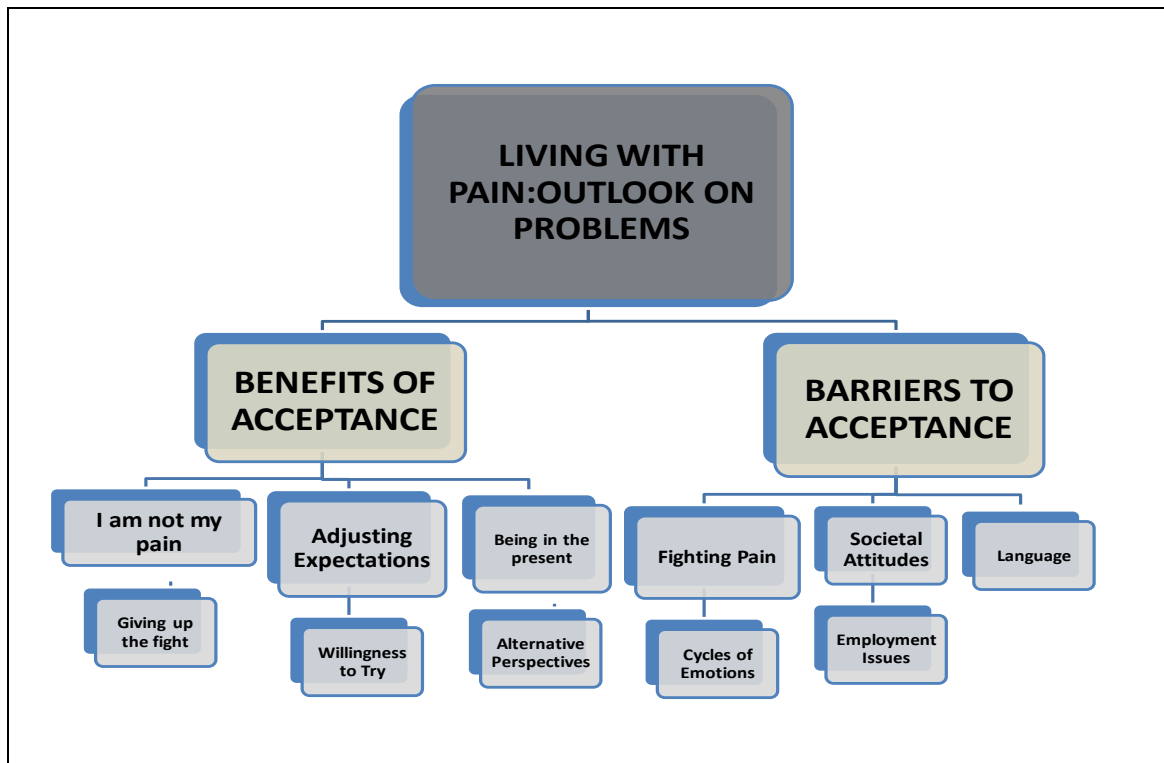 LIVING WITH
PAIN:OUTLOOK ON
PROBLEMS
BENEFITS OF
ACCEPTANCE
BARRIERS TO
ACCEPTANCE
I am not my
pain
Adjusting
Expectations
Being in the
present
Fighting Pain
Societal
Attitudes
Language
Giving up
the fight
Willingness
to Try
Alternative
Perspectives
Cycles of
Emotions
Employment
Issues